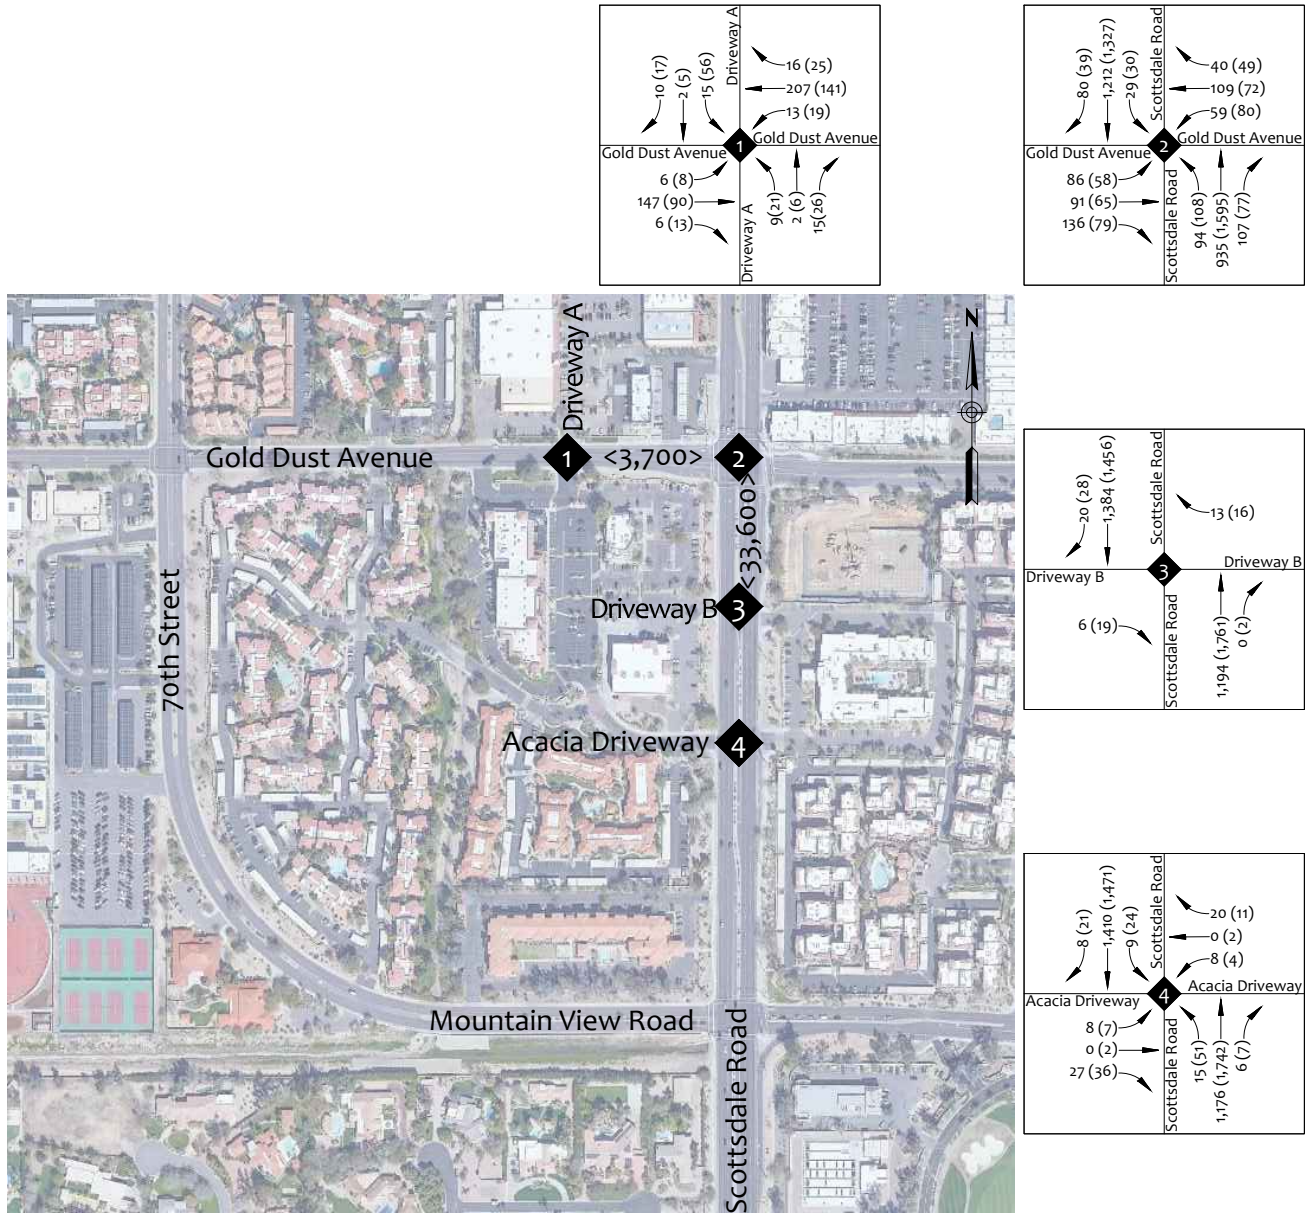 Driveway A
10 (17)
2 (5)
15 (56)
16 (25)
207 (141)
13 (19)
Gold Dust Avenue
1
Gold Dust Avenue
6 (8)
147 (90)
6 (13)
9(21)
2 (6)
15(26)
Driveway A
Scottsdale Road
80 (39)
1,212 (1,327)
29 (30)
40 (49)
109 (72)
59 (80)
Gold Dust Avenue
2
Gold Dust Avenue
86 (58)
91 (65)
136 (79)
94 (108)
935 (1,595)
107 (77)
Scottsdale Road
N
Driveway A
Gold Dust Avenue
1
<3,700>
2
<33,600>
70th Street
Driveway B
3
Acacia Driveway
4
Mountain View Road
Scottsdale Road
Scottsdale Road
20 (28)
1,384 (1,456)
13 (16)
Driveway B
3
Driveway B
6 (19)
1,194 (1,761)
0 (2)
Scottsdale Road
Scottsdale Road
8 (21)
1,410 (1,471)
9 (24)
20 (11)
0 (2)
8 (4)
Acacia Driveway
4
Acacia Driveway
8 (7)
0 (2)
27 (36)
15 (51)
1,176 (1,742)
6 (7)
Scottsdale Road